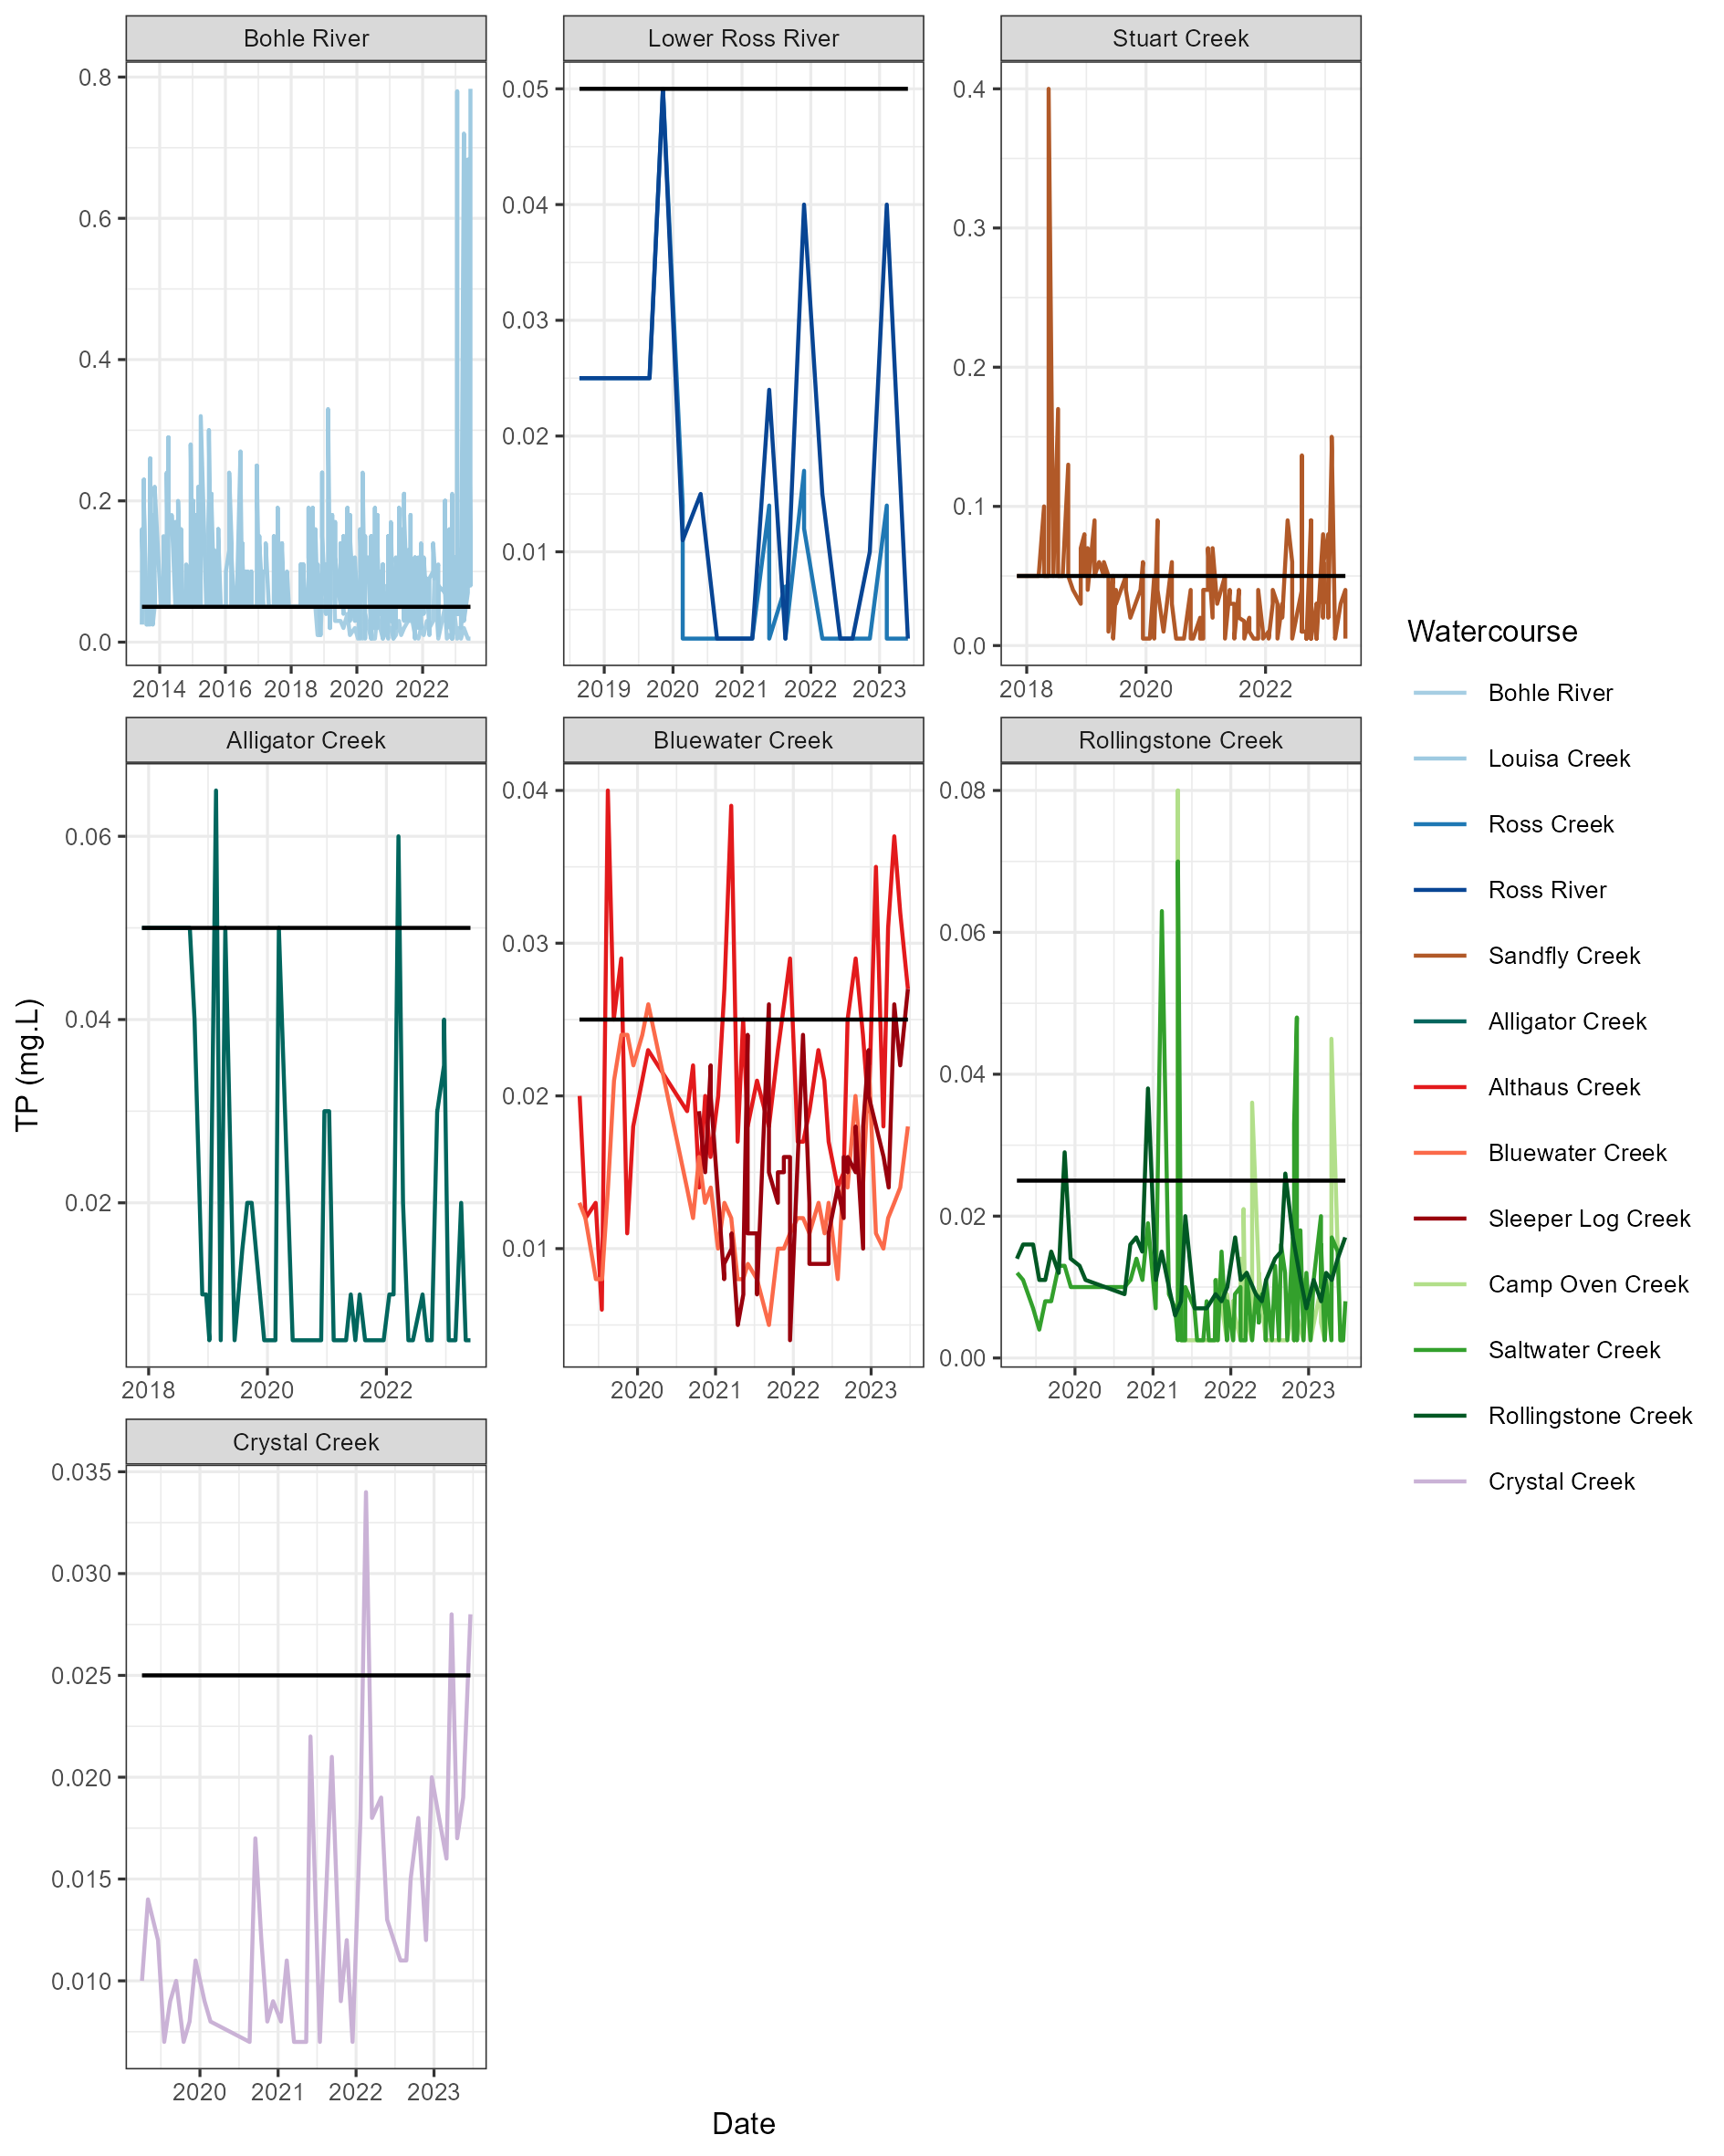 Bohle River
Lower Ross River
Stuart Creek
0.8
0.6
0.4
0.2
0.0
0.05
0.04
0.03
0.02
0.01
0.4
0.3
0.2
0.1
0.0
2014 2016 2018 2020 2022
2019 2020 2021 2022 2023
2018 2020 2022
Alligator Creek
Bluewater Creek
Rollingstone Creek
0.06
0.04
0.02
0.04
0.03
0.02
0.01
0.08
0.06
0.04
0.02
0.00
2018 2020 2022
2020 2021 2022 2023
2020 2021 2022 2023
Crystal Creek
0.035
0.030
0.025
0.020
0.015
0.010
2020 2021 2022 2023
TP (mg.L)
Date
Watercourse
Bohle River
Louisa Creek
Ross Creek
Ross River
Sandfly Creek
Alligator Creek
Althaus Creek
Bluewater Creek
Sleeper Log Creek
Camp Oven Creek
Saltwater Creek
Rollingstone Creek
Crystal Creek